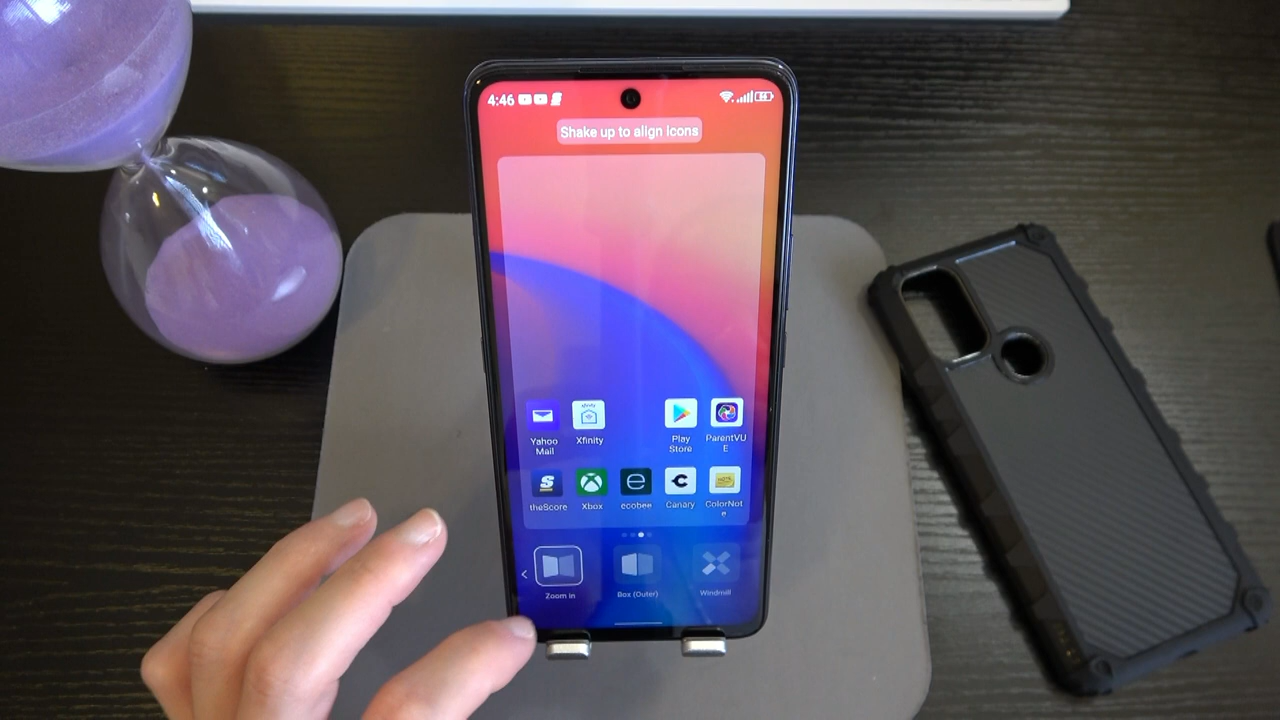 4:46
Shake up to align icons
xfinity
Yahoo Mail
Xfinity
Play Store
ParentVU E
theScore
Xbox
ecobee
Canary
ColorNot e
Zoom in
Box (Outer)
Windmill